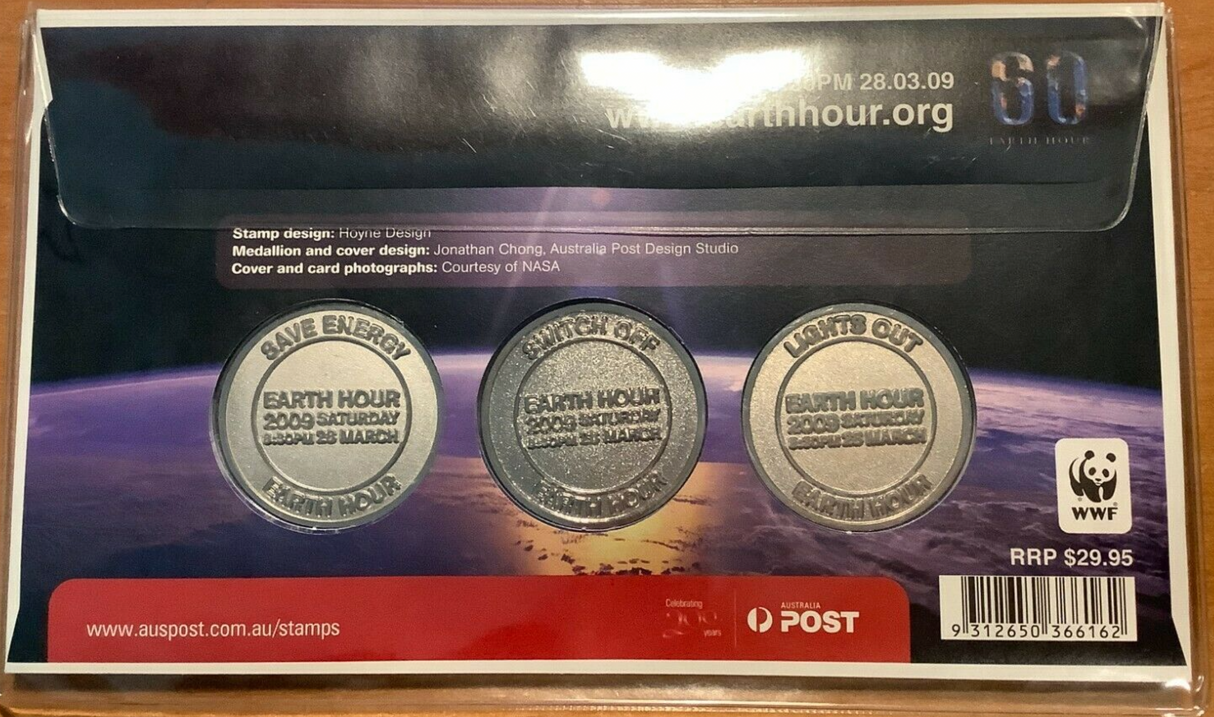 PM 28.03.09
earthhour.org
60
EARTH HOUR
Stamp design: Hoyne Design
Medallion and cover design: Jonathan Chong, Australia Post Design Studio
Cover and card photographs: Courtesy of NASA
SAVE ENERGY
EARTH HOUR
2009 SATURDAY
8:30PM 28 MARCH
EARTH HOUR
SWITCH OFF
EARTH HOUR
2009 SATURDAY
8:30PM 28 MARCH
EARTH HOUR
LIGHTS OUT
EARTH HOUR
2009 SATURDAY
8:30PM 28 MARCH
EARTH HOUR
WWF
RRP $29.95
9 312650 366162
www.auspost.com.au/stamps
Celebrating
200
years
AUSTRALIA
POST